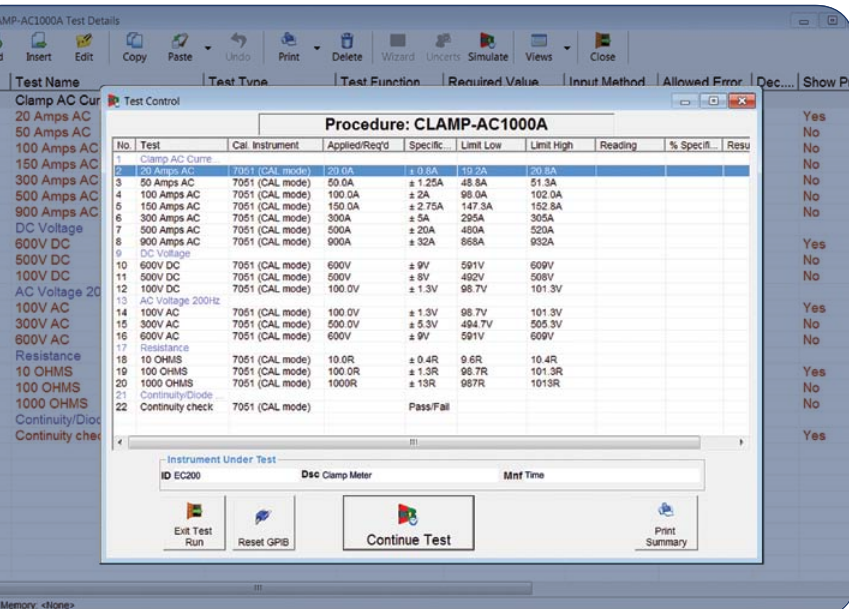 AMP-AC1000A Test Details
Insert Edit Copy Paste Undo Print Delete Wizard Uncerts Simulate Views Close
Test Name Test Type Test Function Required Value Input Method Allowed Error Dec.... Show
Clamp AC Cur
20 Amps AC Yes
50 Amps AC No
100 Amps AC No
150 Amps AC No
300 Amps AC No
500 Amps AC No
900 Amps AC No
DC Voltage
600V DC Yes
500V DC No
100V DC No
AC Voltage 20
100V AC Yes
300V AC No
600V AC No
Resistance
10 OHMS Yes
100 OHMS No
1000 OHMS No
Continuity/Dioc
Continuity chec Yes
Test Control
Procedure: CLAMP-AC1000A
No. Test Cal. Instrument Applied/Req'd Specific... Limit Low Limit High Reading % Specifi... Resu
1 Clamp AC Curre...
2 20 Amps AC 7051 (CAL mode) 20.0A ± 0.8A 19.2A 20.8A
3 50 Amps AC 7051 (CAL mode) 50.0A ± 1.25A 48.8A 51.3A
4 100 Amps AC 7051 (CAL mode) 100.0A ± 2A 98.0A 102.0A
5 150 Amps AC 7051 (CAL mode) 150.0A ± 2.75A 147.3A 152.8A
6 300 Amps AC 7051 (CAL mode) 300A ± 5A 295A 305A
7 500 Amps AC 7051 (CAL mode) 500A ± 20A 480A 520A
8 900 Amps AC 7051 (CAL mode) 900A ± 32A 868A 932A
9 DC Voltage
10 600V DC 7051 (CAL mode) 600V ± 9V 591V 609V
11 500V DC 7051 (CAL mode) 500V ± 8V 492V 508V
12 100V DC 7051 (CAL mode) 100.0V ± 1.3V 98.7V 101.3V
13 AC Voltage 200Hz
14 100V AC 7051 (CAL mode) 100.0V ± 1.3V 98.7V 101.3V
15 300V AC 7051 (CAL mode) 500.0V ± 5.3V 494.7V 505.3V
16 600V AC 7051 (CAL mode) 600V ± 9V 591V 609V
17 Resistance
18 10 OHMS 7051 (CAL mode) 10.0R ± 0.4R 9.6R 10.4R
19 100 OHMS 7051 (CAL mode) 100.0R ± 1.3R 98.7R 101.3R
20 1000 OHMS 7051 (CAL mode) 1000R ± 13R 987R 1013R
21 Continuity/Diode ...
22 Continuity check 7051 (CAL mode) Pass/Fail
Instrument Under Test
ID EC200 Dsc Clamp Meter Mnf Time
Exit Test Run
Reset GPIB
Continue Test
Print Summary
Memory: <None>